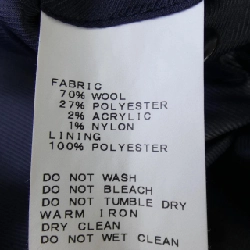 FABRIC
70% WOOL
27% POLYESTER
2% ACRYLIC
1% NYLON
LINING
100% POLYESTER
DO NOT WASH
DO NOT BLEACH
DO NOT TUMBLE DRY
WARM IRON
DRY CLEAN
DO NOT WET CLEAN